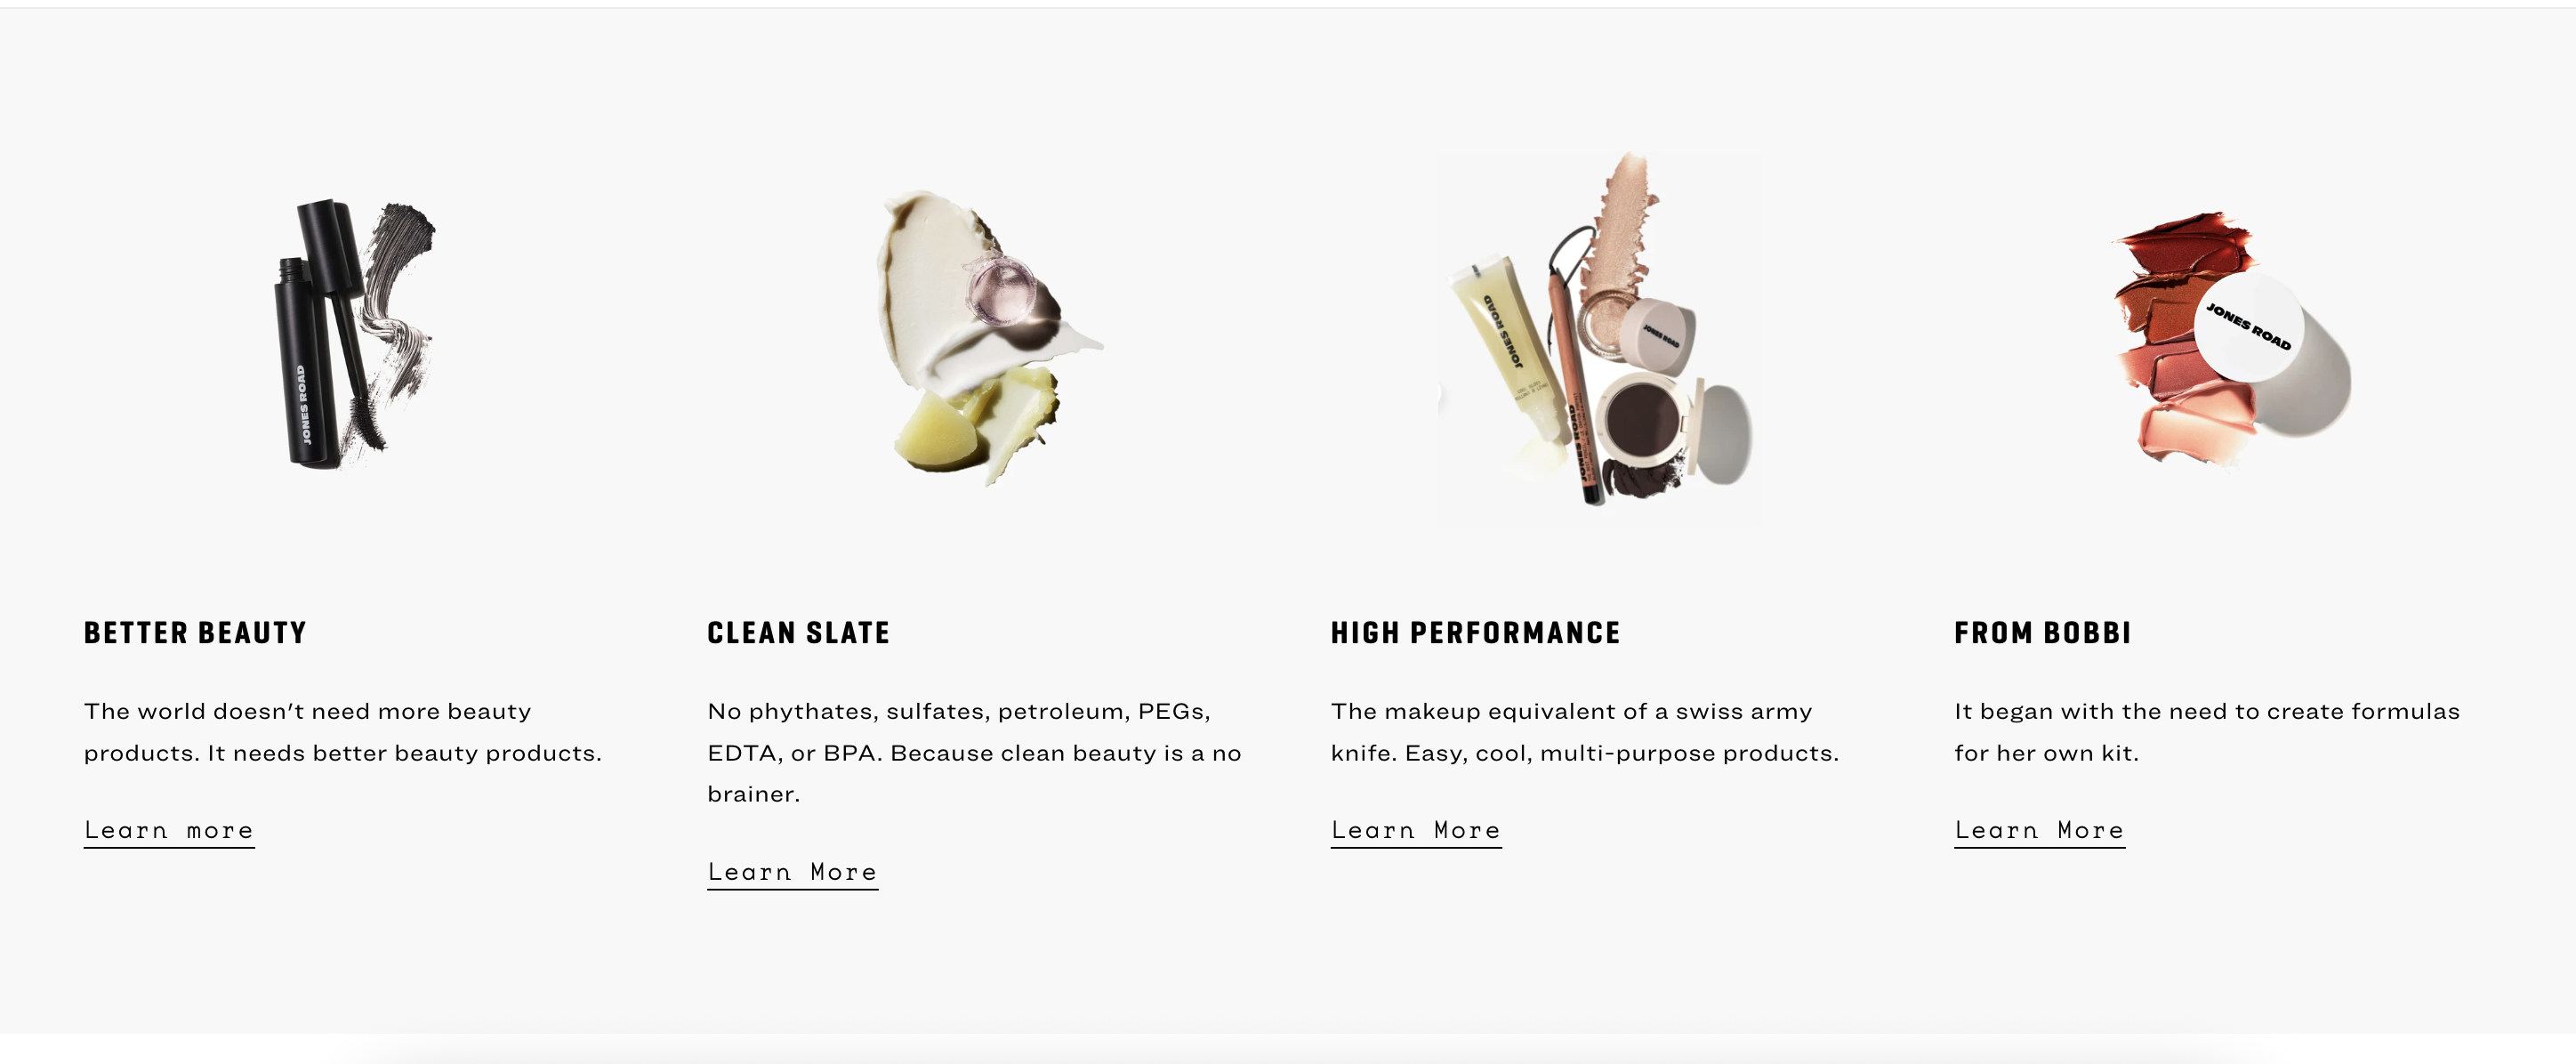 JONES ROAD
JONES ROAD
JONES ROAD
JONES ROAD
JONES ROAD
BETTER BEAUTY
The world doesn't need more beauty
products. It needs better beauty products.
Learn more
CLEAN SLATE
No phythates, sulfates, petroleum, PEGs,
EDTA, or BPA. Because clean beauty is a no
brainer.
Learn More
HIGH PERFORMANCE
The makeup equivalent of a swiss army
knife. Easy, cool, multi-purpose products.
Learn More
FROM BOBBI
It began with the need to create formulas
for her own kit.
Learn More